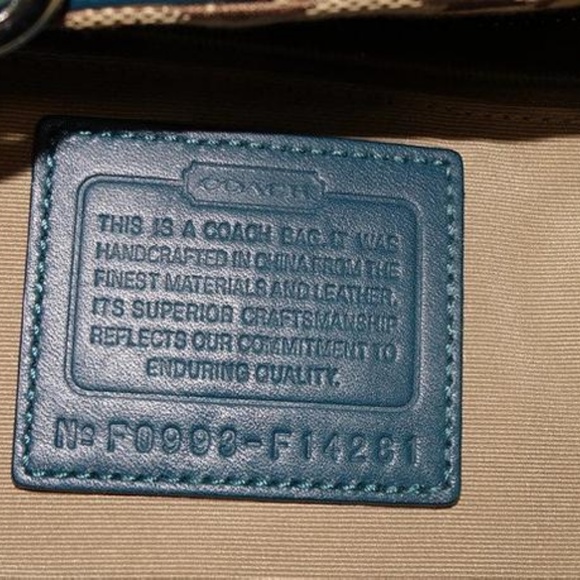 COACH
THIS IS A COACH BAG. IT WAS
HANDCRAFTED IN CHINA FROM THE
FINEST MATERIALS AND LEATHER.
ITS SUPERIOR CRAFTSMANSHIP
REFLECTS OUR COMMITMENT TO
ENDURING QUALITY.
Nº F0993-F14281